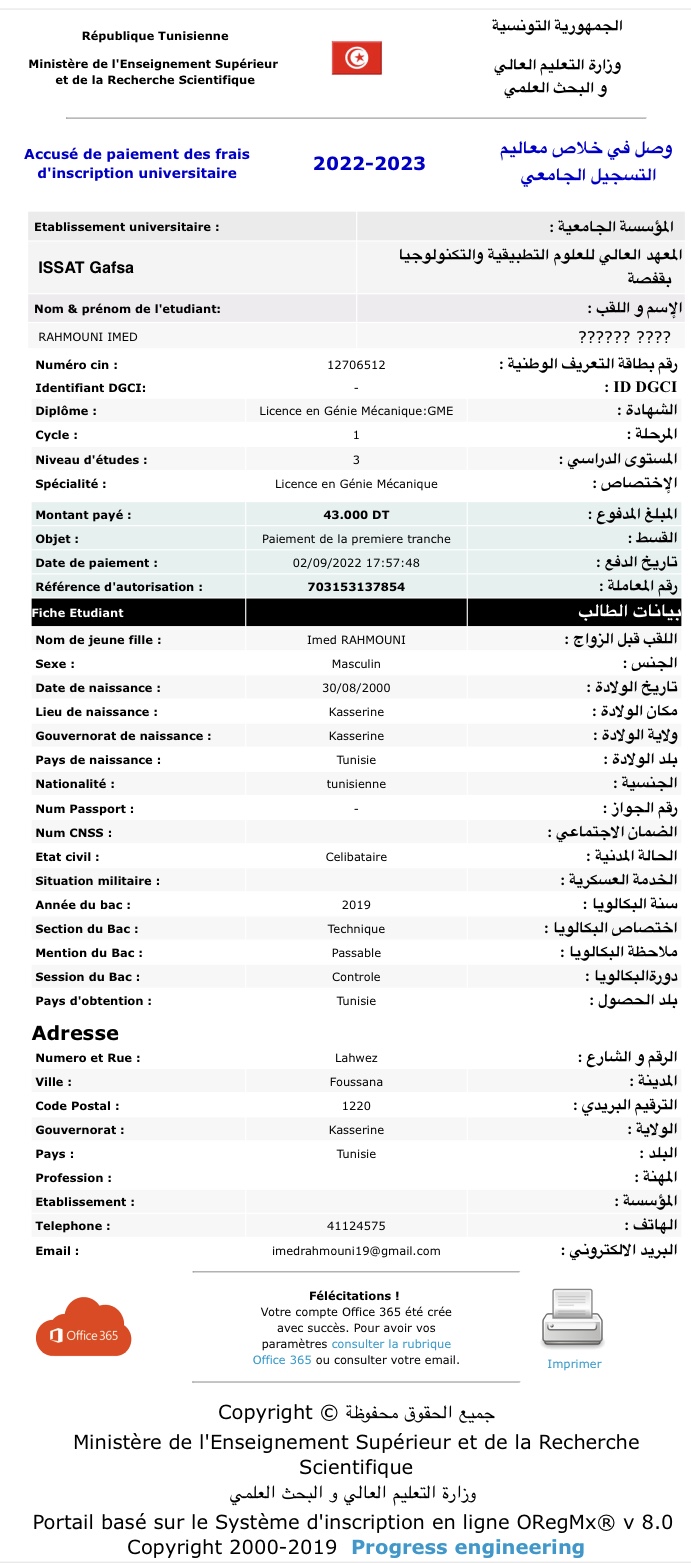 République Tunisienne
Ministère de l'Enseignement Supérieur
et de la Recherche Scientifique
الجمهورية التونسية
وزارة التعليم العالي
و البحث العلمي
Accusé de paiement des frais
d'inscription universitaire
2022-2023
وصل في خلاص معاليم
التسجيل الجامعي
Etablissement universitaire : المؤسسة الجامعية :
ISSAT Gafsa المعهد العالي للعلوم التطبيقية والتكنولوجيا
بقفصة
Nom & prénom de l'etudiant: الإسم و اللقب :
RAHMOUNI IMED ?????? ????
Numéro cin : 12706512 رقم بطاقة التعريف الوطنية :
Identifiant DGCI: - ID DGCI :
Diplôme : Licence en Génie Mécanique:GME الشهادة :
Cycle : 1 المرحلة :
Niveau d'études : 3 المستوى الدراسي :
Spécialité : Licence en Génie Mécanique الإختصاص :
Montant payé : 43.000 DT المبلغ المدفوع :
Objet : Paiement de la premiere tranche القسط :
Date de paiement : 02/09/2022 17:57:48 تاريخ الدفع :
Référence d'autorisation : 703153137854 رقم المعاملة :
Fiche Etudiant بيانات الطالب
Nom de jeune fille : Imed RAHMOUNI اللقب قبل الزواج :
Sexe : Masculin الجنس :
Date de naissance : 30/08/2000 تاريخ الولادة :
Lieu de naissance : Kasserine مكان الولادة :
Gouvernorat de naissance : Kasserine ولاية الولادة :
Pays de naissance : Tunisie بلد الولادة :
Nationalité : tunisienne الجنسية :
Num Passport : - رقم الجواز :
Num CNSS : الضمان الاجتماعي :
Etat civil : Celibataire الحالة المدنية :
Situation militaire : الخدمة العسكرية :
Année du bac : 2019 سنة البكالويا :
Section du Bac : Technique اختصاص البكالويا :
Mention du Bac : Passable ملاحظة البكالويا :
Session du Bac : Controle دورةالبكالويا :
Pays d'obtention : Tunisie بلد الحصول :
Adresse
Numero et Rue : Lahwez الرقم و الشارع :
Ville : Foussana المدينة :
Code Postal : 1220 الترقيم البريدي :
Gouvernorat : Kasserine الولاية :
Pays : Tunisie البلد :
Profession : المهنة :
Etablissement : المؤسسة :
Telephone : 41124575 الهاتف :
Email : imedrahmouni19@gmail.com البريد الالكتروني :
Office 365
Félécitations !
Votre compte Office 365 été crée
avec succès. Pour avoir vos
paramètres consulter la rubrique
Office 365 ou consulter votre email.
Imprimer
Copyright © جميع الحقوق محفوظة
Ministère de l'Enseignement Supérieur et de la Recherche
Scientifique
وزارة التعليم العالي و البحث العلمي
Portail basé sur le Système d'inscription en ligne ORegMx® v 8.0
Copyright 2000-2019 Progress engineering